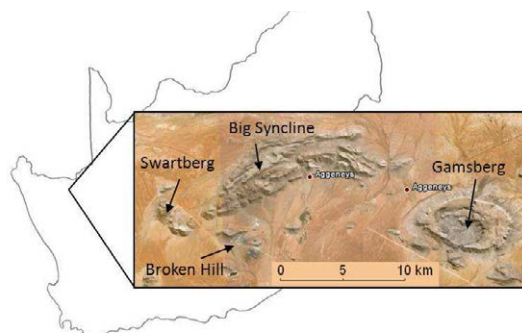 Big Syncline
Swartberg
Gamsberg
Aggeneys
Aggeneys
Broken Hill
0 5 10 km